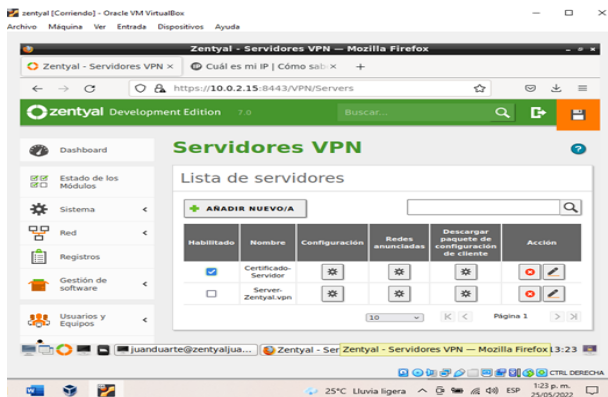 zentyal [Corriendo] - Oracle VM VirtualBox
Archivo Máquina Ver Entrada Dispositivos Ayuda
Zentyal - Servidores VPN — Mozilla Firefox
Zentyal - Servidores VPN × Cuál es mi IP | Cómo sab × +
https://10.0.2.15:8443/VPN/Servers
zentyal Development Edition 7.0 Buscar...
Dashboard
Estado de los
Módulos
Sistema
Red
Registros
Gestión de
software
Usuarios y
Equipos
Servidores VPN
Lista de servidores
AÑADIR NUEVO/A
Habilitado Nombre Configuración Redes anunciadas Descargar paquete de configuración de cliente Acción
Certificado-
Servidor
Server-
Zentyal.vpn
10 Página 1
juanduarte@zentyaljua... Zentyal - Ser Zentyal - Servidores VPN — Mozilla Firefox 13:23
CTRL DERECHA
25°C Lluvia ligera ESP 1:23 p. m.
25/05/2022